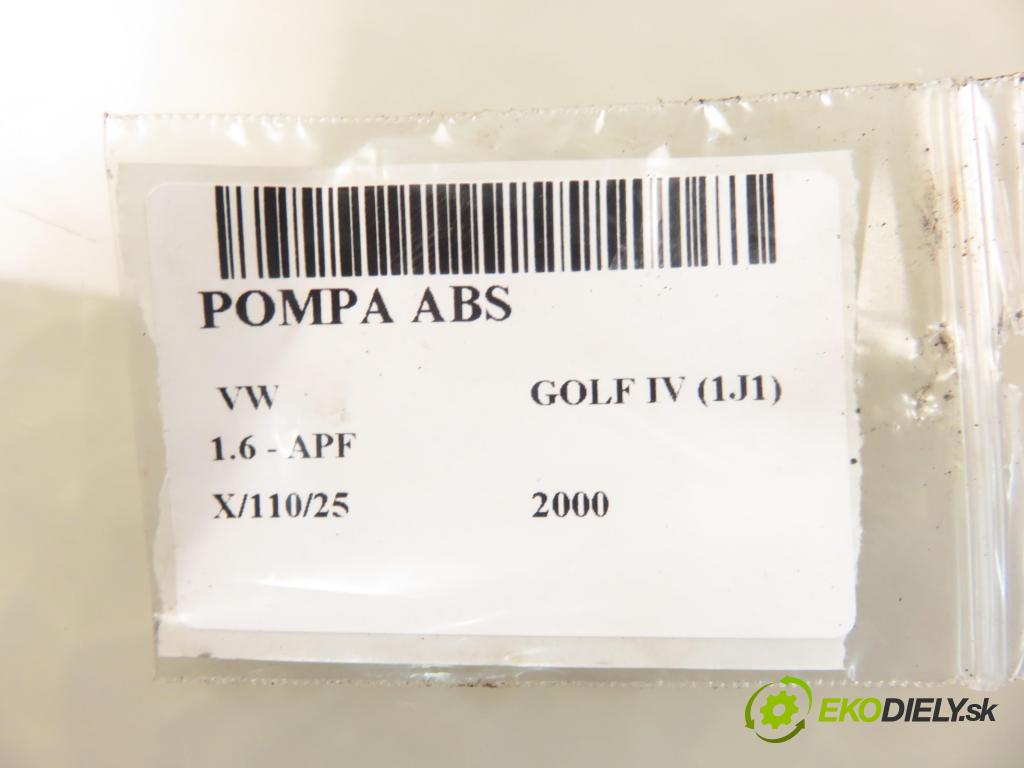 POMPA ABS
VW GOLF IV (1J1)
1.6 - APF
X/110/25 2000
EKODIELY.sk